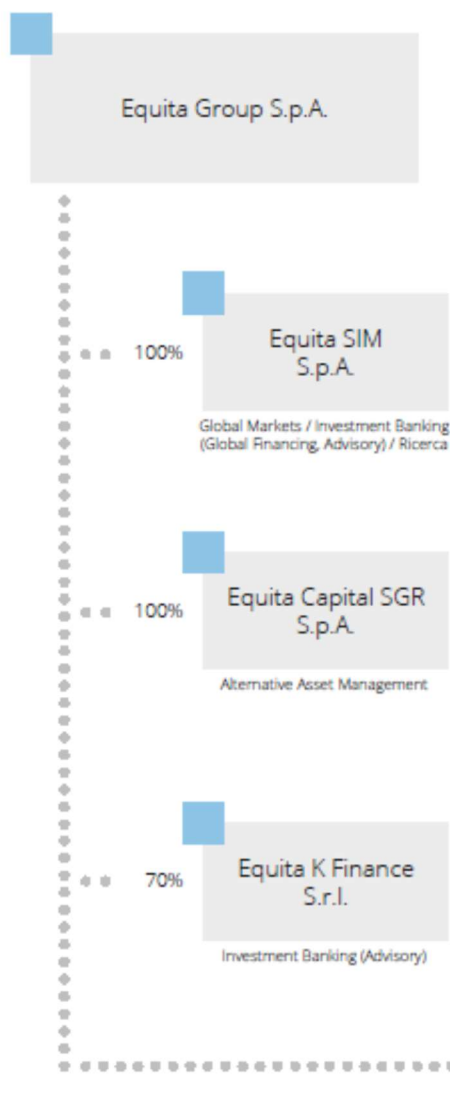 Equita Group S.p.A.
100%
Equita SIM
S.p.A.
Global Markets / Investment Banking
(Global Financing, Advisory) / Ricerca
100%
Equita Capital SGR
S.p.A.
Alternative Asset Management
70%
Equita K Finance
S.r.l.
Investment Banking (Advisory)